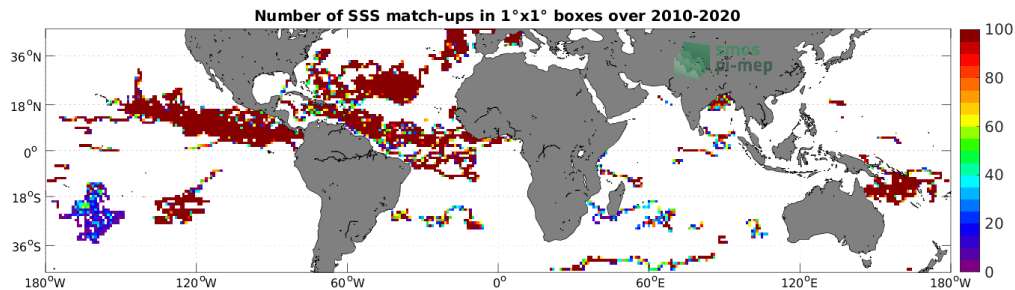 Number of SSS match-ups in 1°x1° boxes over 2010-2020
smos
pi-mep
36°N
18°N
0°
18°S
36°S
180°W 120°W 60°W 0° 60°E 120°E 180°W
100
80
60
40
20
0